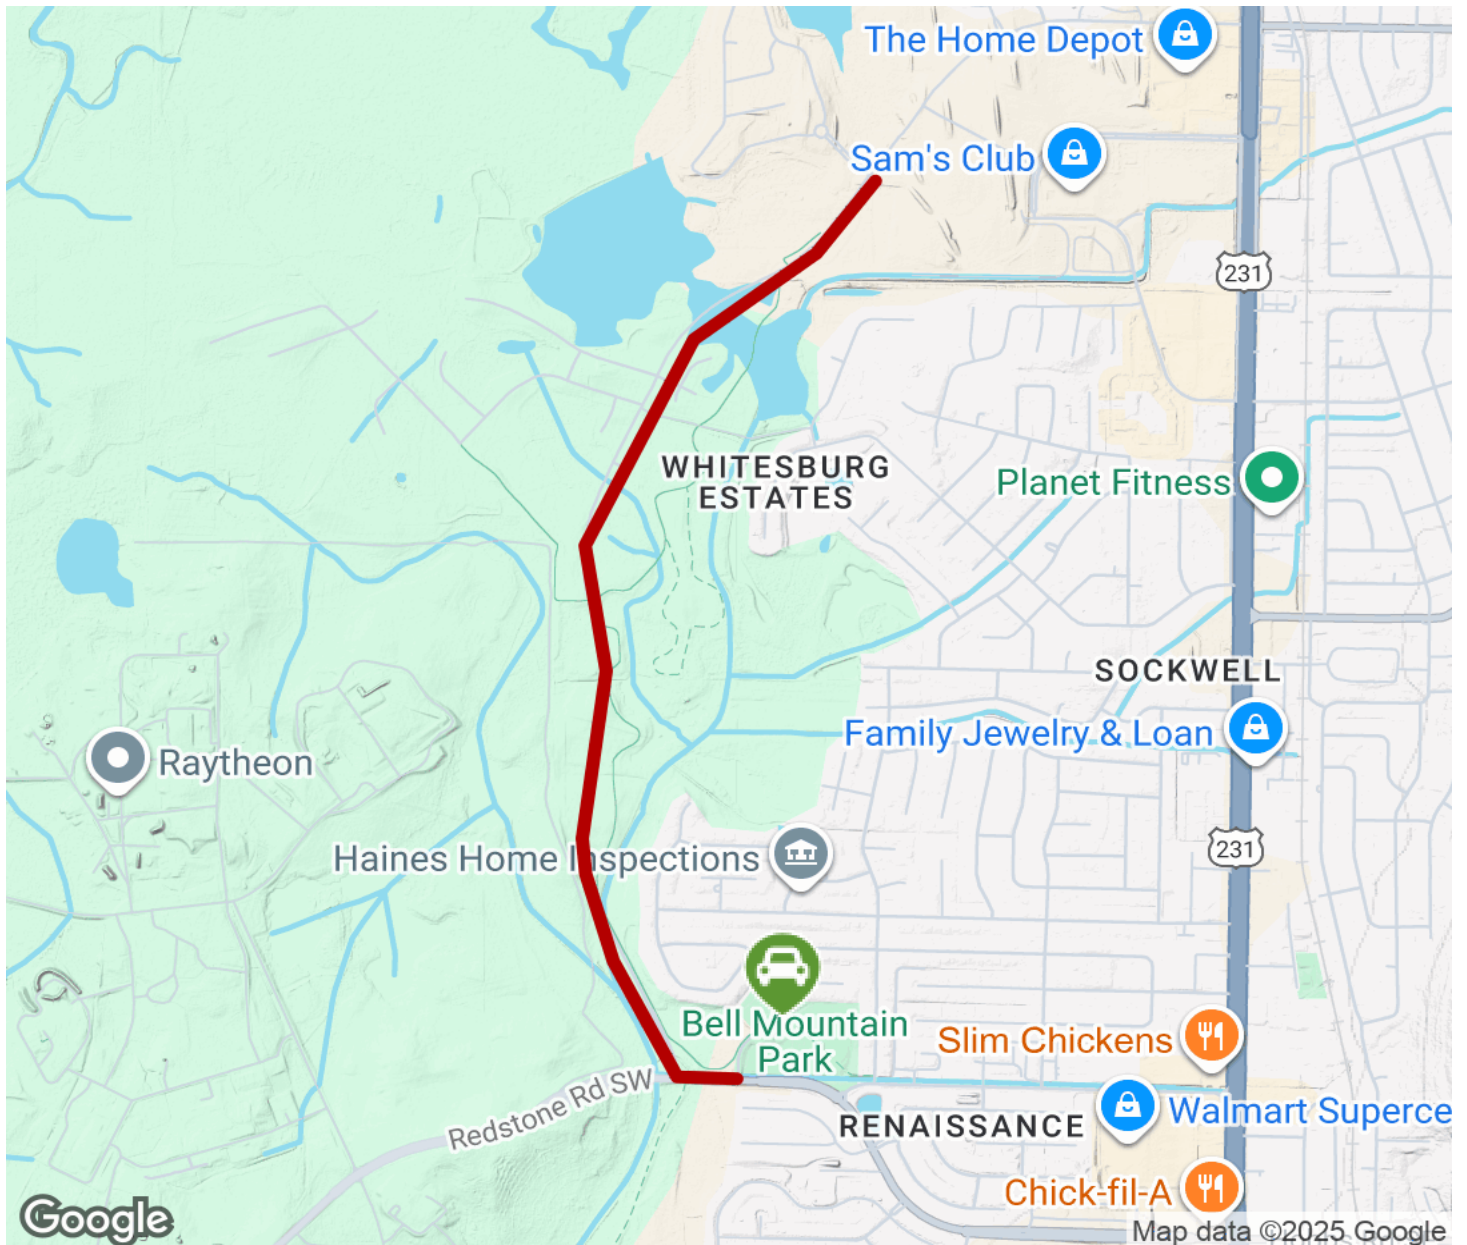 The Home Depot
Sam's Club
231
WHITESBURG
ESTATES
Planet Fitness
SOCKWELL
Family Jewelry & Loan
Raytheon
231
Haines Home Inspections
Bell Mountain
Park
Slim Chickens
Redstone Rd SW
RENAISSANCE
Walmart Superce
Chick-fil-A
Google
Map data ©2025 Google